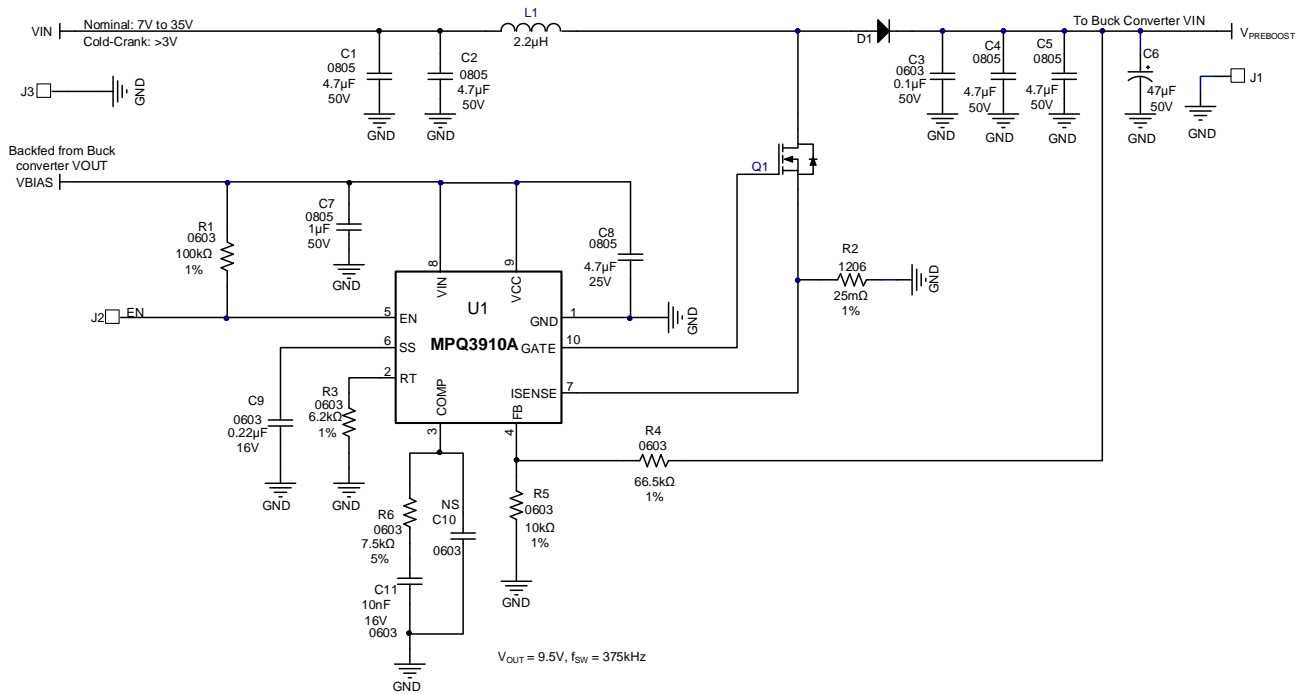 VIN
Nominal: 7V to 35V
Cold-Crank: >3V
L1
2.2µH
To Buck Converter VIN
VPREBOOST
D1
C1
0805
4.7µF
50V
GND
C2
0805
4.7µF
50V
GND
C3
0603
0.1µF
50V
GND
C4
0805
4.7µF
50V
GND
C5
0805
4.7µF
50V
GND
C6
+
47µF
50V
GND
J1
GND
J3
GND
Backfed from Buck
converter VOUT
VBIAS
Q1
R1
0603
100kΩ
1%
C7
0805
1µF
50V
GND
C8
0805
4.7µF
25V
R2
1206
25mΩ
1%
GND
J2
EN
8
VIN
9
VCC
U1
MPQ3910A
5
EN
6
SS
2
RT
COMP
3
FB
4
GND
1
GND
GATE
10
ISENSE
7
C9
0603
0.22µF
16V
GND
R3
0603
6.2kΩ
1%
GND
R4
0603
66.5kΩ
1%
R5
0603
10kΩ
1%
GND
R6
0603
7.5kΩ
5%
NS
C10
0603
C11
10nF
16V
0603
GND
VOUT = 9.5V, fSW = 375kHz